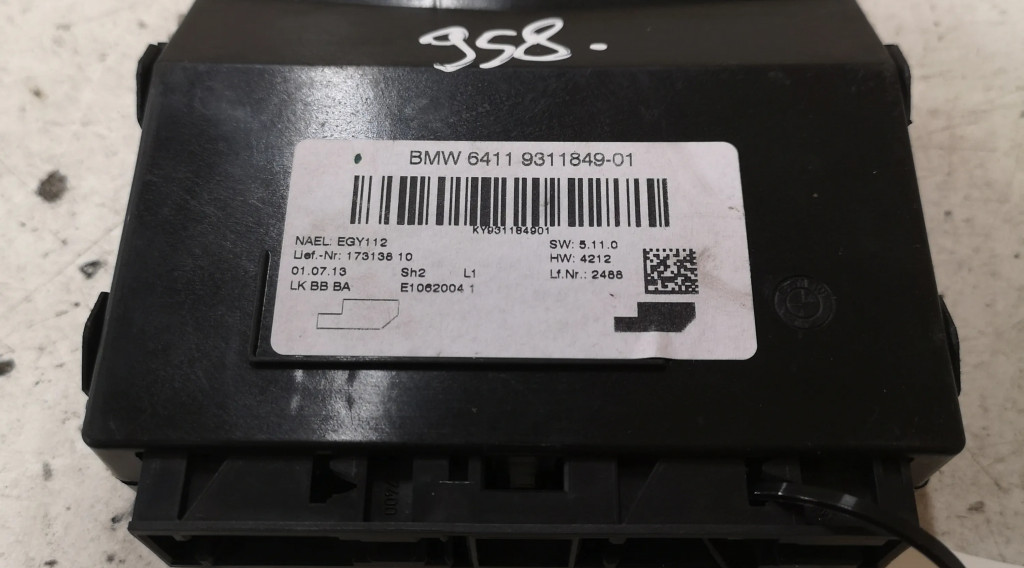 958.
BMW 6411 9311849-01
KY931184901
NAEL: EGY112
Lief.-Nr: 173138 10
01.07.13 Sh2 L1
LK BB BA E1062004 1
SW: 5.11.0
HW: 4212
Lf.Nr.: 2488